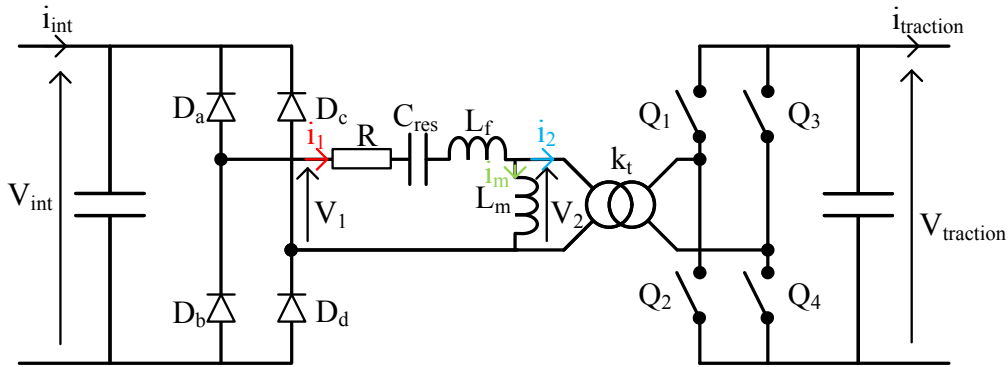 i_int
i_traction
D_a
D_c
C_res
L_f
Q_1
Q_3
i_1
R
i_2
k_t
i_m
V_int
V_1
L_m
V_2
V_traction
D_b
D_d
Q_2
Q_4